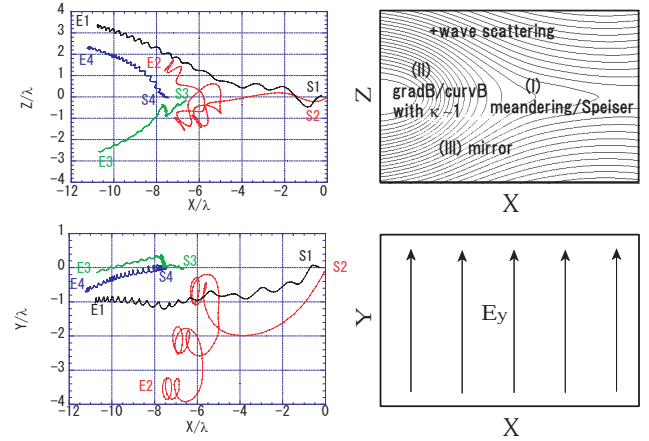 4
3
2
1
0
-1
-2
-3
-4
Z/λ
E1
E4
E2
S4
S3
S1
S2
E3
-12 -10 -8 -6 -4 -2 0
X/λ
+wave scattering
(II)
gradB/curvB
with κ~1
(I)
meandering/Speiser
(III) mirror
Z
X
1
0
-1
-2
-3
-4
Y/λ
E3
S3
S4
E4
E1
S1
S2
E2
-12 -10 -8 -6 -4 -2 0
X/λ
Ey
Y
X